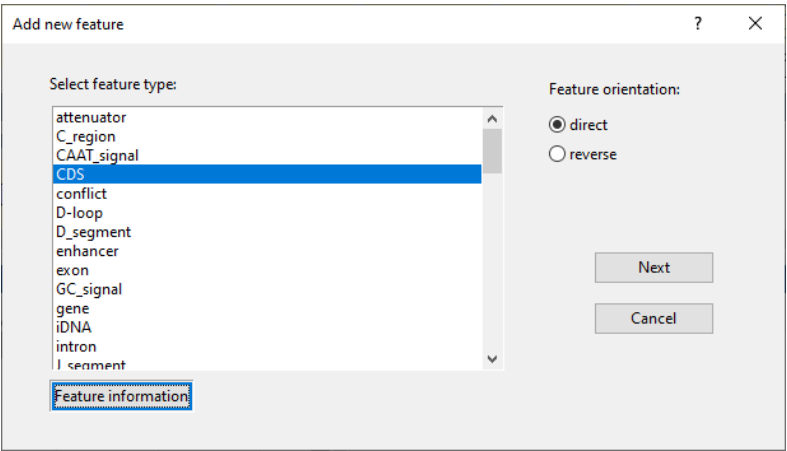 Add new feature
?
Select feature type:
Feature orientation:
attenuator
C_region
CAAT_signal
CDS
conflict
D-loop
D_segment
enhancer
exon
GC_signal
gene
iDNA
intron
J_segment
direct
reverse
Next
Cancel
Feature information